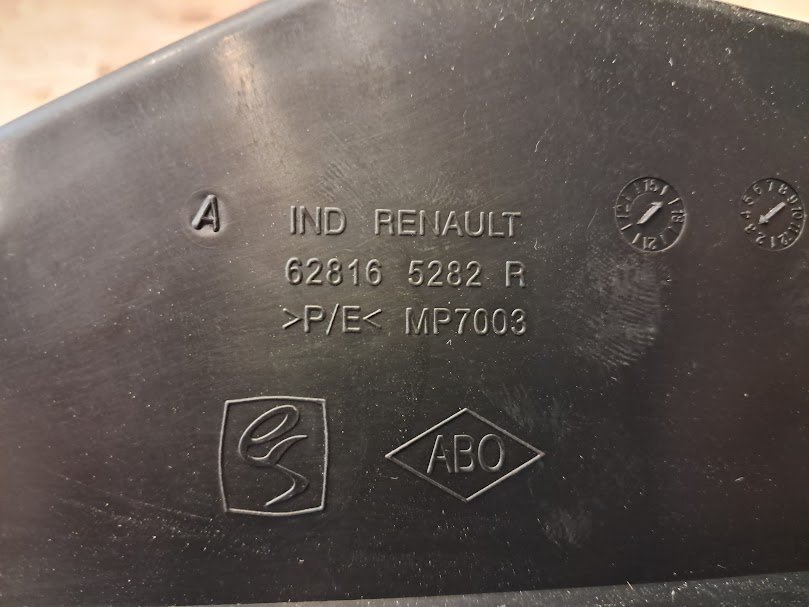 A
IND RENAULT
62816 5282 R
>P/E< MP7003
ABO